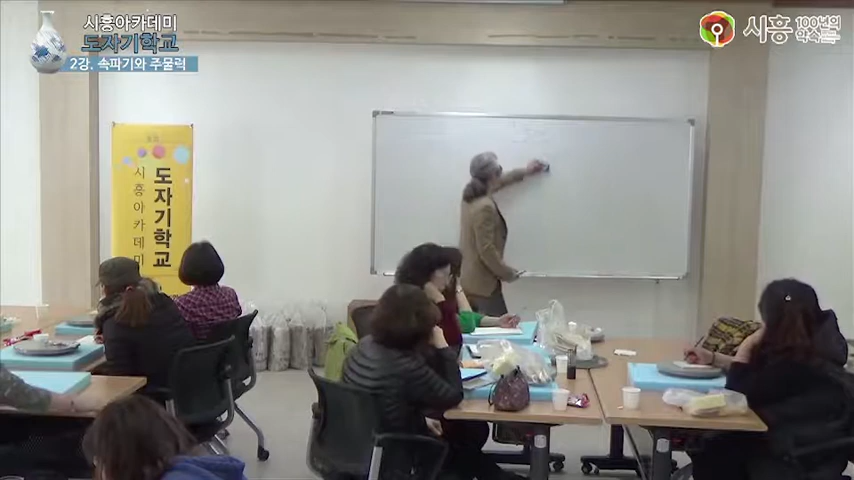 시흥아카데미
도자기학교
2강. 속파기와 주물럭
시흥 100년의
약속
도자기학교
시흥아카데미